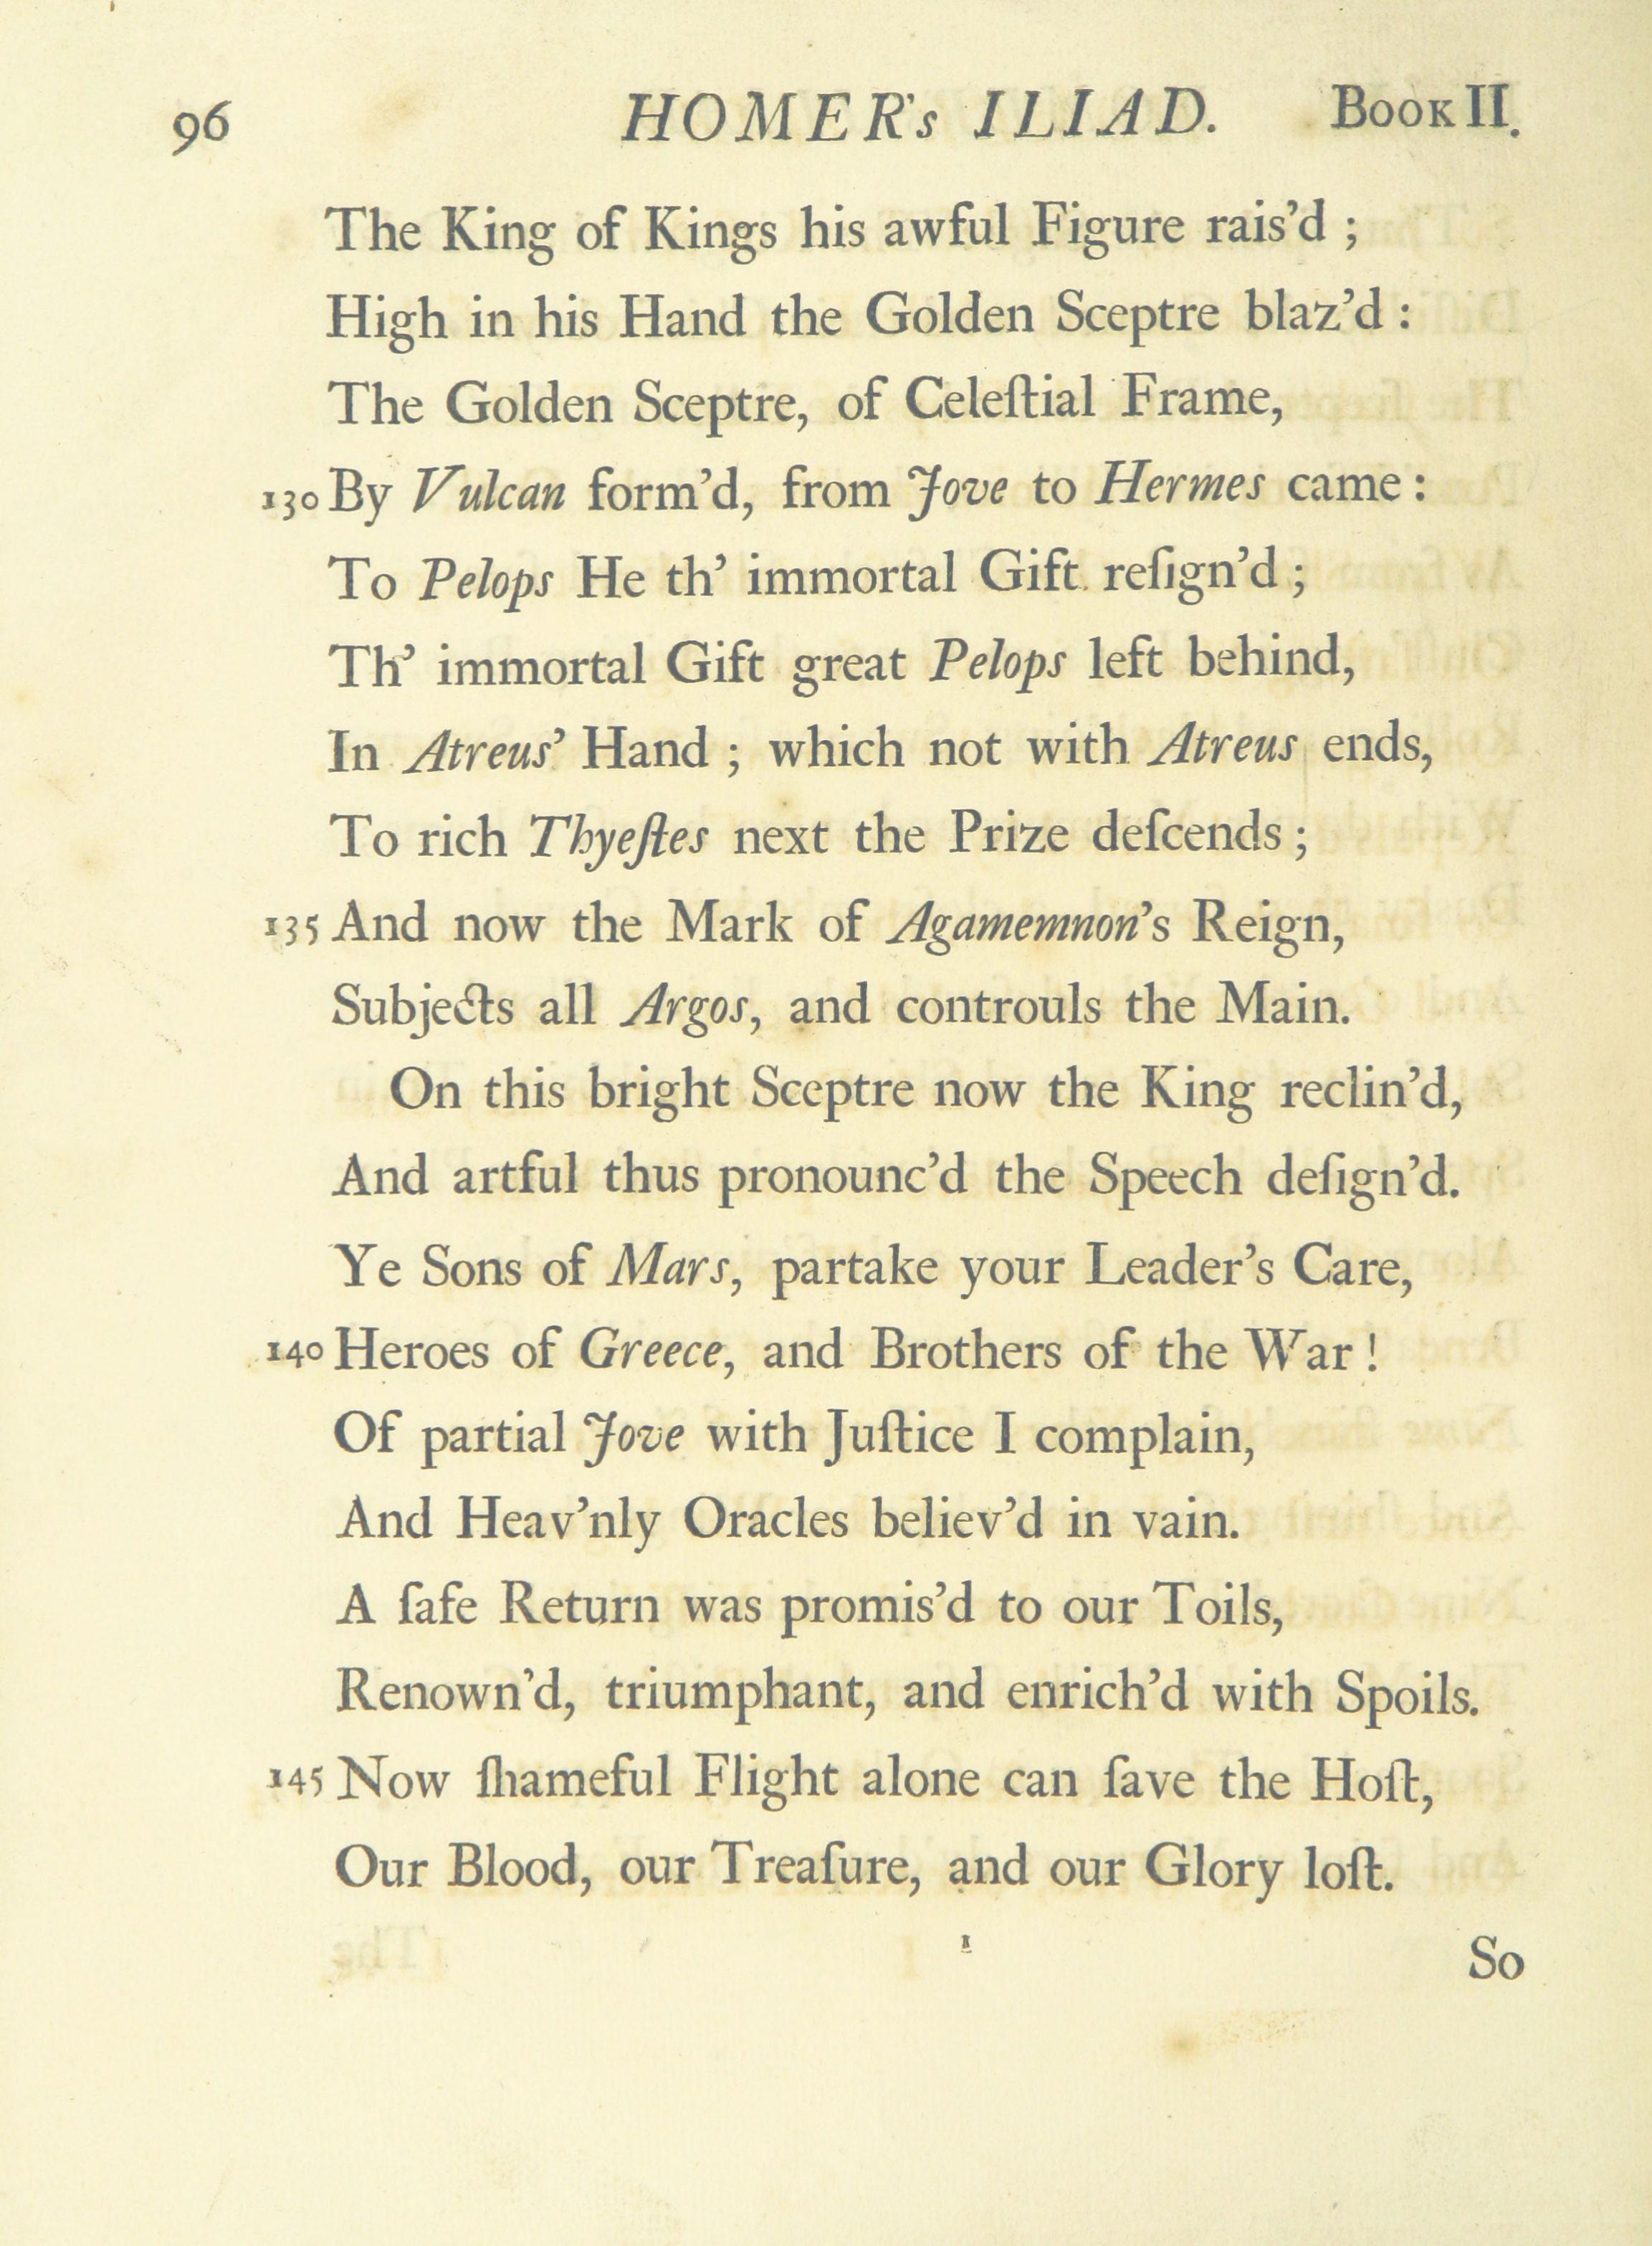 96 HOMER's ILIAD. BOOK II.
The King of Kings his awful Figure rais'd ;
High in his Hand the Golden Sceptre blaz'd :
The Golden Sceptre, of Celeſtial Frame,
130 By Vulcan form'd, from Jove to Hermes came :
To Pelops He th' immortal Gift reſign'd ;
Th' immortal Gift great Pelops left behind,
In Atreus' Hand ; which not with Atreus ends,
To rich Thyeſtes next the Prize deſcends ;
135 And now the Mark of Agamemnon's Reign,
Subjects all Argos, and controuls the Main.
On this bright Sceptre now the King reclin'd,
And artful thus pronounc'd the Speech deſign'd.
Ye Sons of Mars, partake your Leader's Care,
140 Heroes of Greece, and Brothers of the War !
Of partial Jove with Juſtice I complain,
And Heav'nly Oracles believ'd in vain.
A ſafe Return was promis'd to our Toils,
Renown'd, triumphant, and enrich'd with Spoils.
145 Now ſhameful Flight alone can ſave the Hoſt,
Our Blood, our Treaſure, and our Glory loſt.
1 So